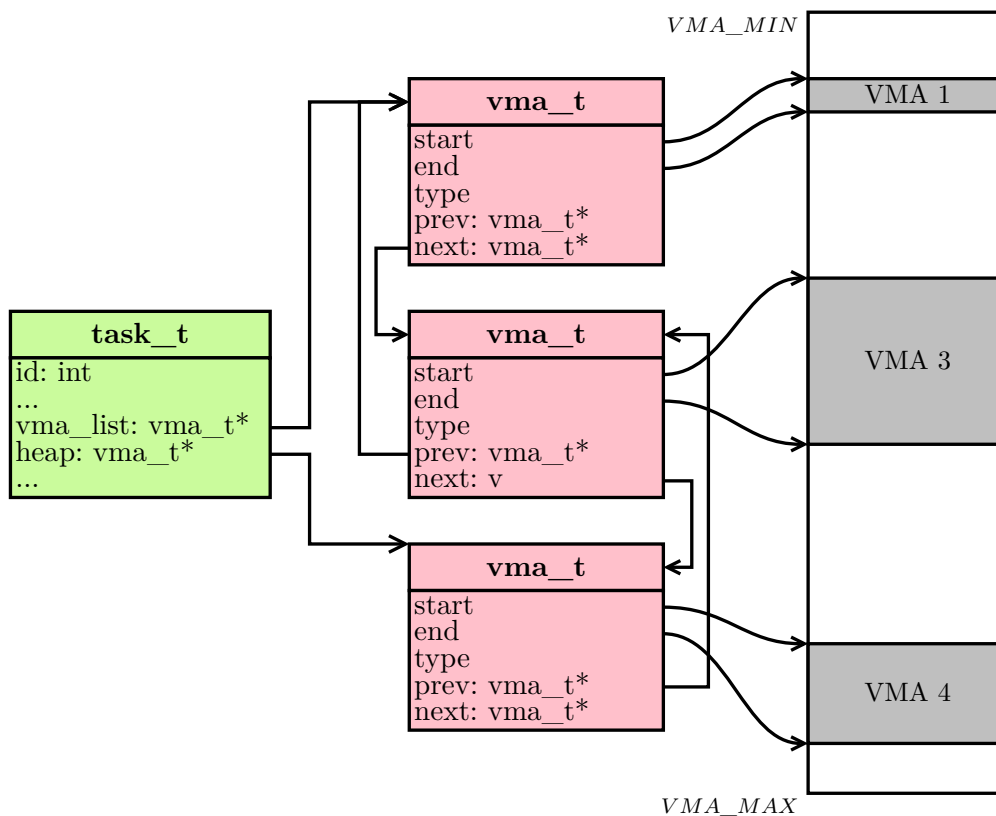 VMA_MIN
vma_t
VMA 1
start
end
type
prev: vma_t*
next: vma_t*
task_t
id: int
...
vma_list: vma_t*
heap: vma_t*
...
vma_t
start
end
type
prev: vma_t*
next: v
VMA 3
vma_t
start
end
type
prev: vma_t*
next: vma_t*
VMA 4
VMA_MAX